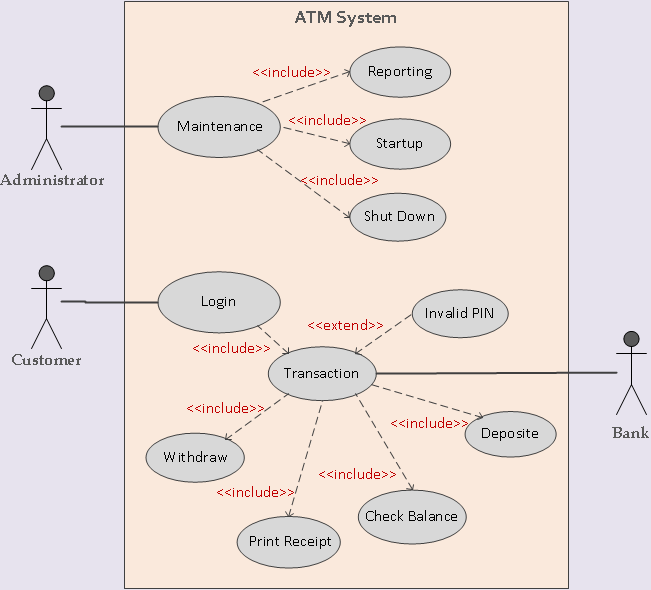 ATM System
Reporting
<<include>>
Maintenance
<<include>>
Startup
Administrator
<<include>>
Shut Down
Login
Invalid PIN
<<extend>>
<<include>>
Customer
Transaction
<<include>>
<<include>>
Deposite
Bank
Withdraw
<<include>>
<<include>>
Check Balance
Print Receipt